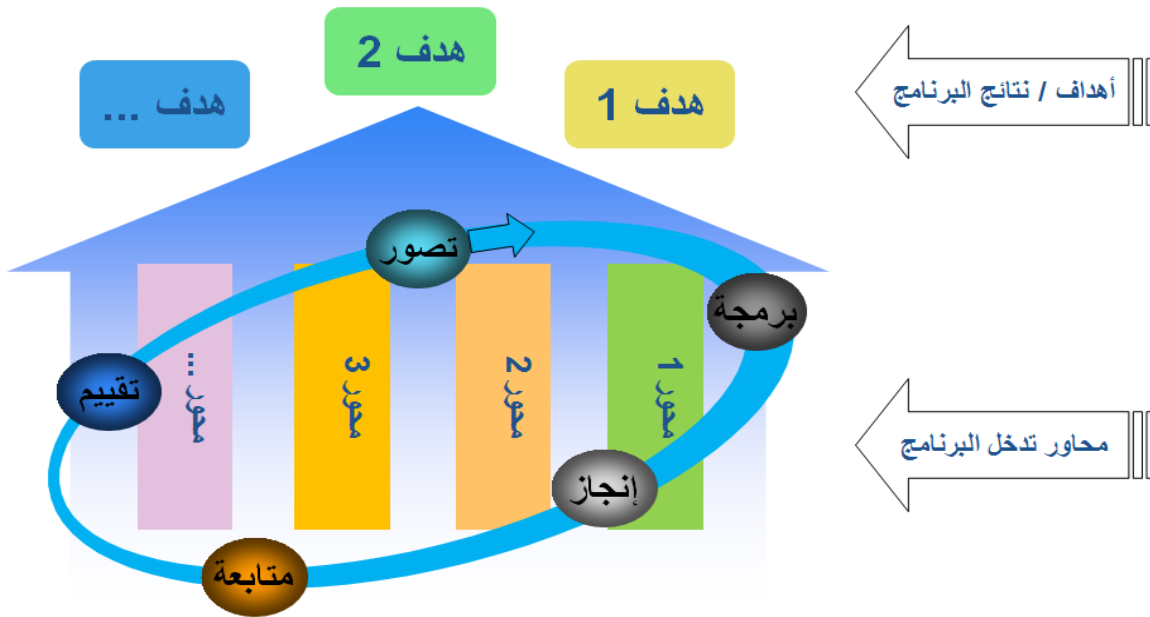 هدف 2
هدف 1
هدف ...
أهداف / نتائج البرنامج
تصور
برمجة
محور 1
محور 2
محور 3
محور ...
تقييم
محاور تدخل البرنامج
إنجاز
متابعة